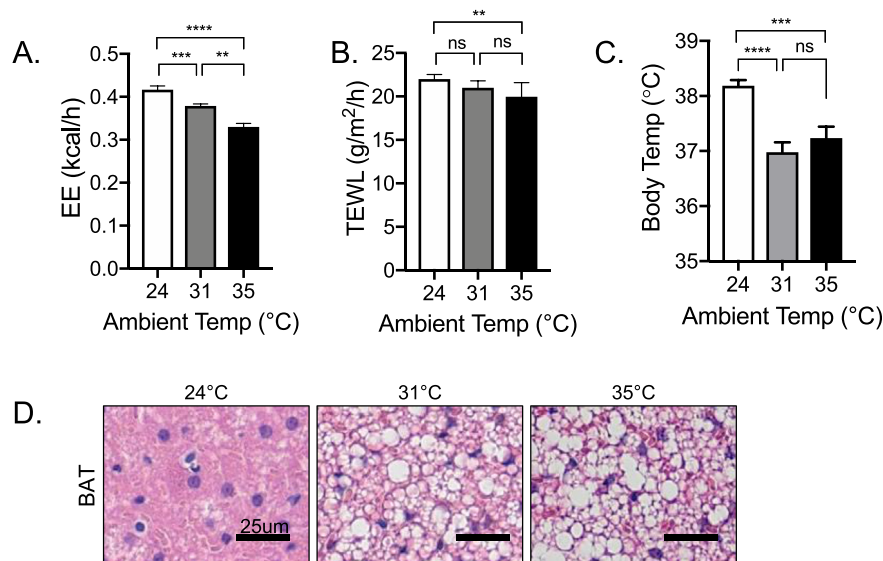 A.
****
***
**
0.5
0.4
0.3
0.2
0.1
0.0
EE (kcal/h)
24 31 35
Ambient Temp (°C)
B.
**
ns
ns
25
20
15
10
5
0
TEWL (g/m²/h)
24 31 35
Ambient Temp (°C)
C.
***
****
ns
39
38
37
36
35
Body Temp (°C)
24 31 35
Ambient Temp (°C)
D.
24°C
31°C
35°C
BAT
25um